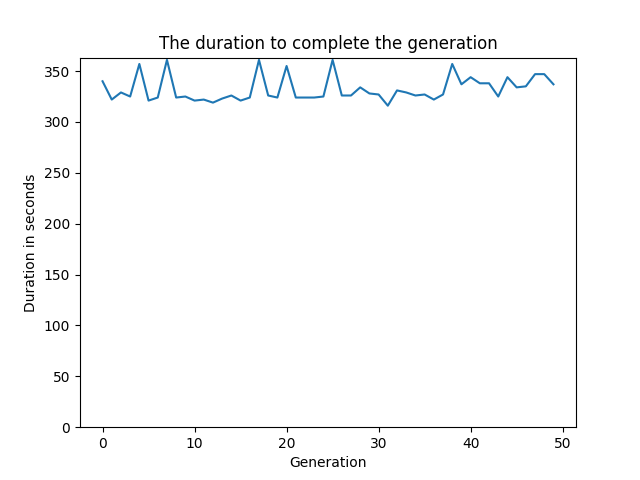 The duration to complete the generation
350
300
250
200
150
100
50
0
Duration in seconds
0 10 20 30 40 50
Generation